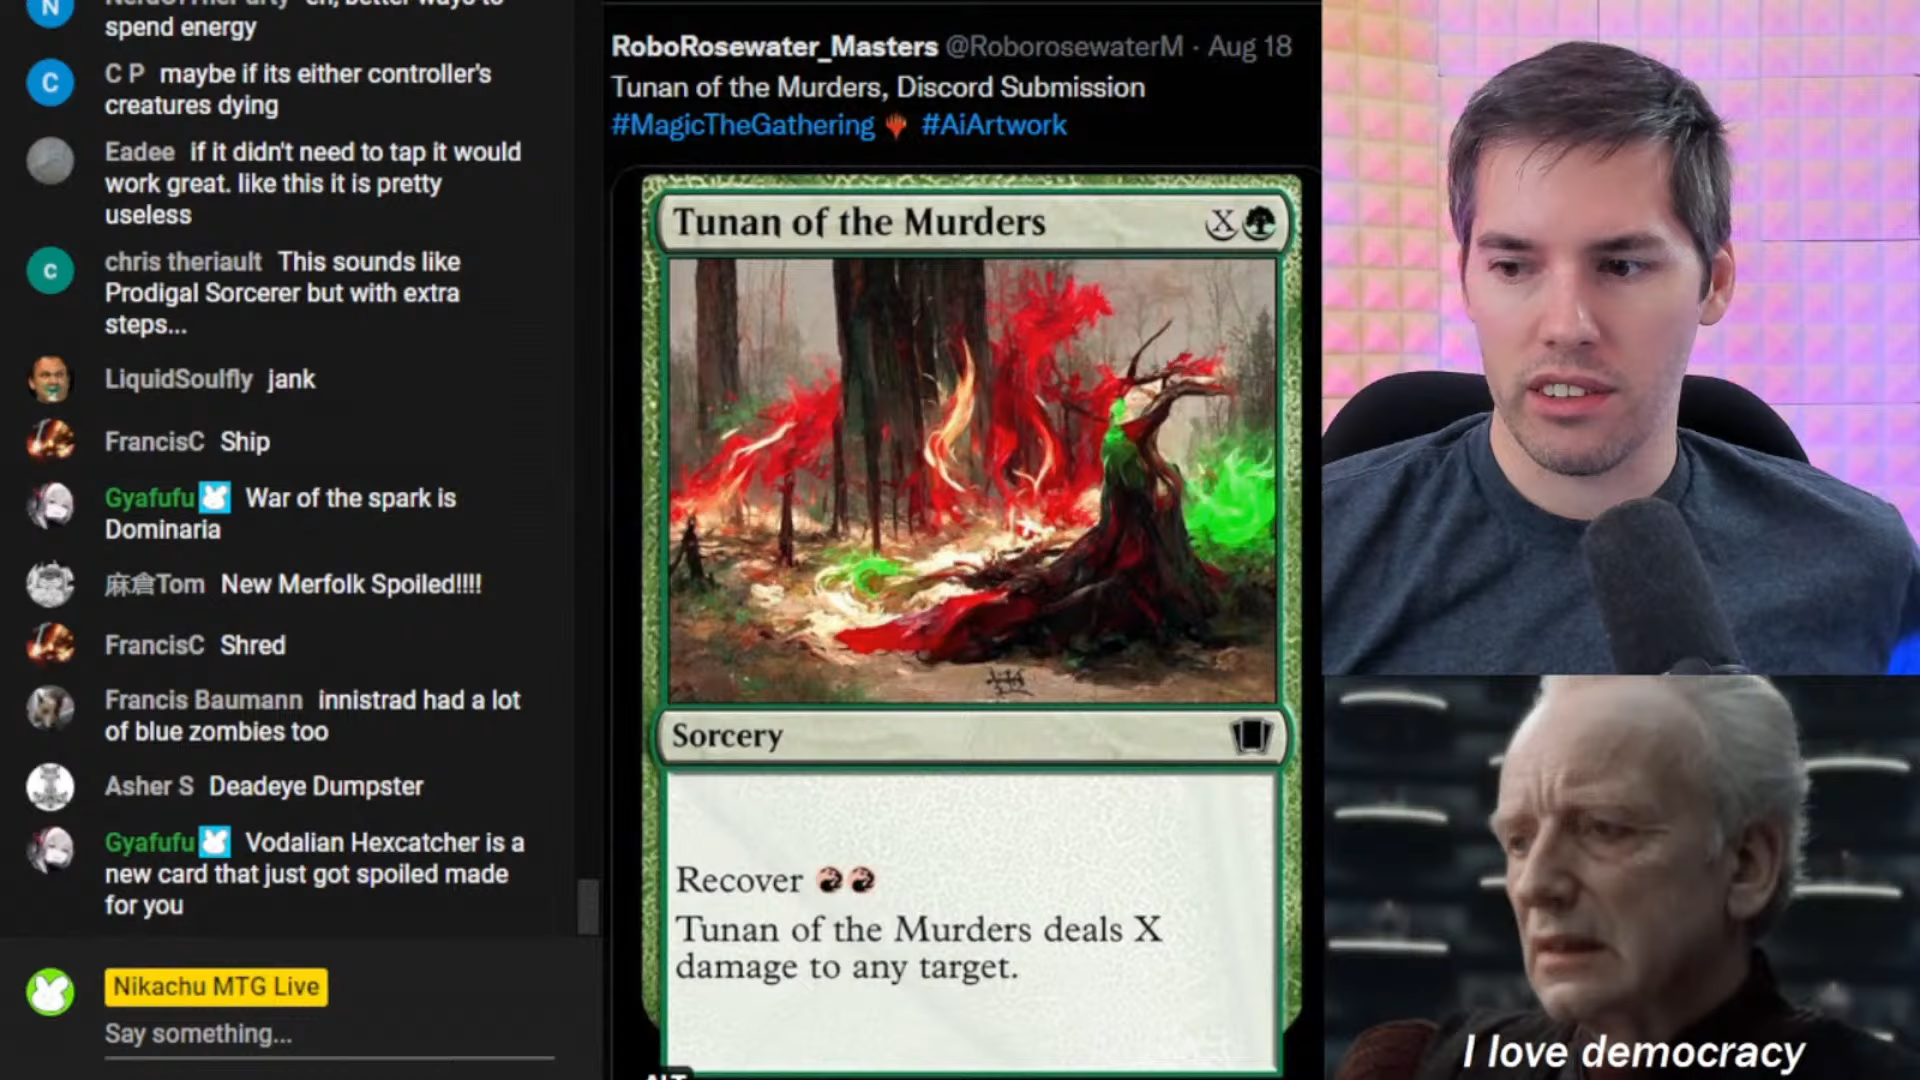 spend energy
C P maybe if its either controller's
creatures dying
Eadee if it didn't need to tap it would
work great. like this it is pretty
useless
chris theriault This sounds like
Prodigal Sorcerer but with extra
steps...
LiquidSoulfly jank
FrancisC Ship
Gyafufu War of the spark is
Dominaria
麻倉Tom New Merfolk Spoiled!!!!
FrancisC Shred
Francis Baumann innistrad had a lot
of blue zombies too
Asher S Deadeye Dumpster
Gyafufu Vodalian Hexcatcher is a
new card that just got spoiled made
for you
Nikachu MTG Live
Say something...
RoboRosewater_Masters @RoborosewaterM · Aug 18
Tunan of the Murders, Discord Submission
#MagicTheGathering #AiArtwork
Tunan of the Murders X
Sorcery
Recover
Tunan of the Murders deals X
damage to any target.
I love democracy